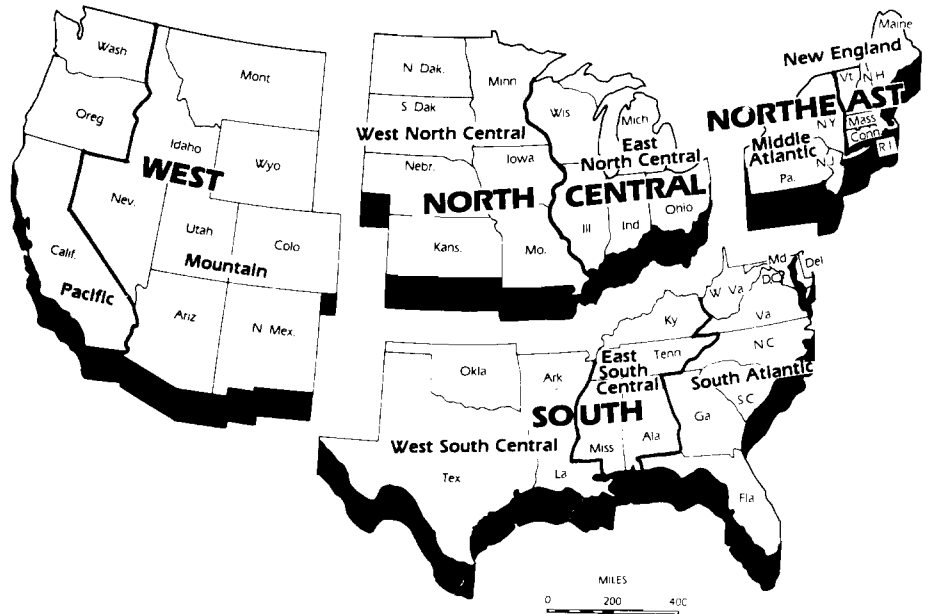 Wash
Oreg
Calif.
Pacific
Mont
Idaho
Wyo
WEST
Nev.
Utah
Colo
Mountain
Ariz
N Mex.
N Dak.
Minn
S Dak
West North Central
Nebr.
Iowa
Kans.
Mo.
NORTH CENTRAL
Wis
Mich
East
North Central
Ill
Ind
Ohio
New England
Maine
Vt
N H
NORTHEAST
N Y
Mass
Conn
R I
Middle
Atlantic
N J
Pa.
Md
Del
D C
W Va
Va
Ky
Tenn
N C
East
South
Central
South Atlantic
S C
Okla
Ark
SOUTH
Ga
Miss
Ala
West South Central
Tex
La
Fla
MILES
0 200 400